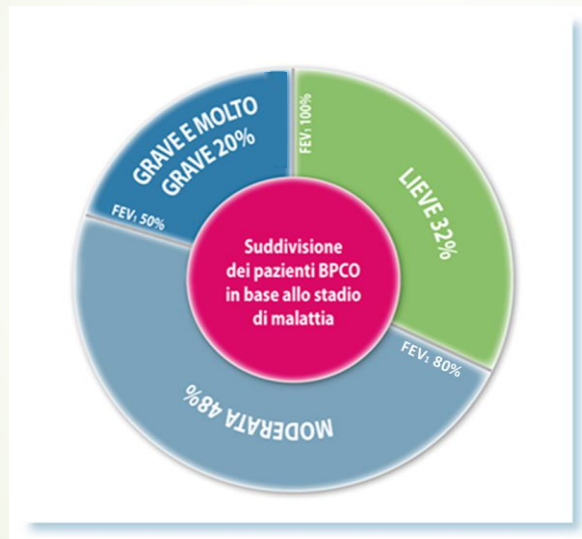 GRAVE E MOLTO
GRAVE 20%
FEV₁ 100%
LIEVE 32%
FEV₁ 50%
Suddivisione
dei pazienti BPCO
in base allo stadio
di malattia
FEV₁ 80%
MODERATA 48%